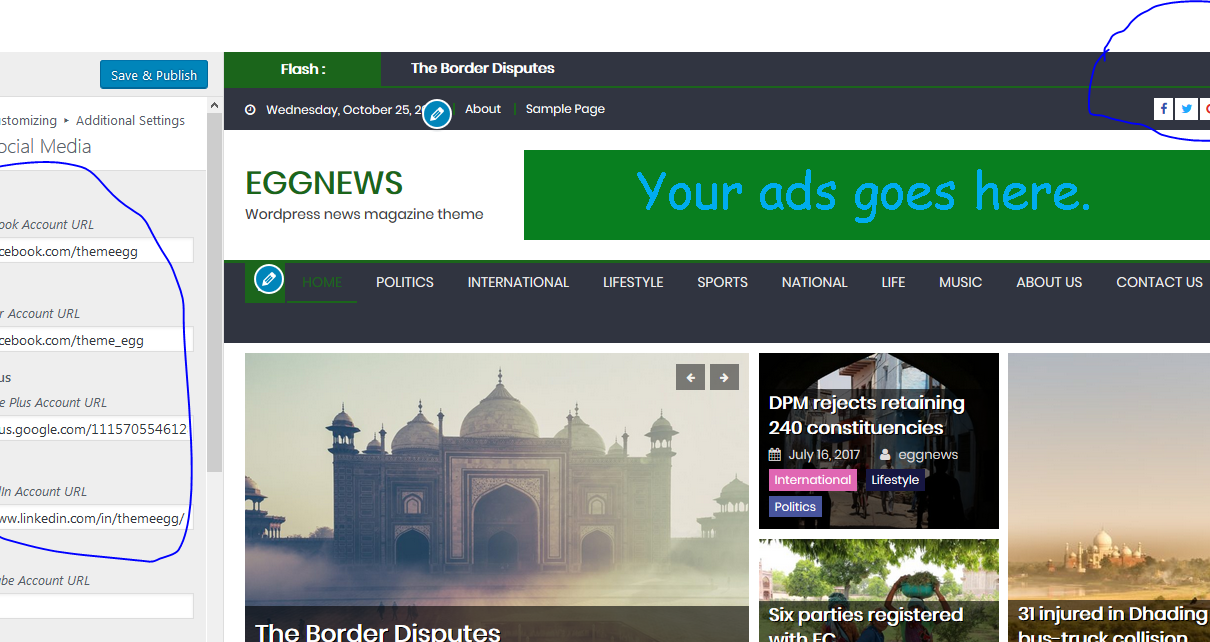 Save & Publish
ustomizing ▸ Additional Settings
ocial Media
ook Account URL
cebook.com/themeegg
r Account URL
cebook.com/theme_egg
us
e Plus Account URL
us.google.com/111570554612
dIn Account URL
ww.linkedin.com/in/themeegg/
be Account URL
Flash :
The Border Disputes
Wednesday, October 25, 2
About
Sample Page
EGGNEWS
Wordpress news magazine theme
Your ads goes here.
HOME POLITICS INTERNATIONAL LIFESTYLE SPORTS NATIONAL LIFE MUSIC ABOUT US CONTACT US
The Border Disputes
DPM rejects retaining
240 constituencies
July 16, 2017 eggnews
International Lifestyle
Politics
Six parties registered
with EC
31 injured in Dhading
bus-truck collision